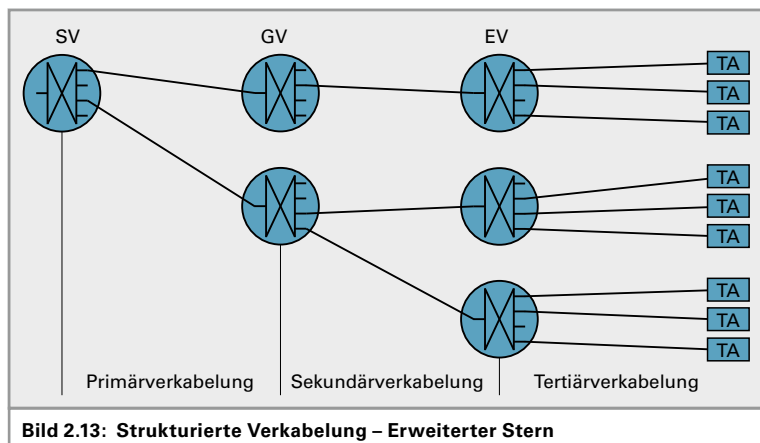 SV GV EV
TA
TA
TA
TA
TA
TA
TA
TA
TA
Primärverkabelung Sekundärverkabelung Tertiärverkabelung
Bild 2.13: Strukturierte Verkabelung – Erweiterter Stern